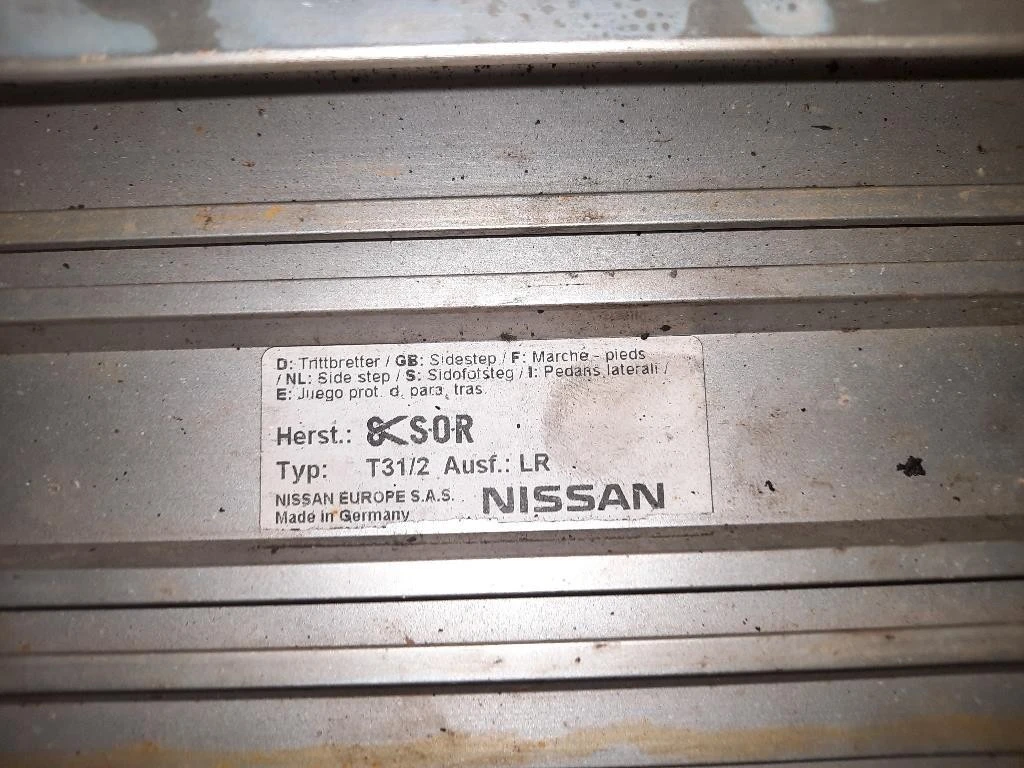 D: Trittbretter / GB: Sidestep / F: Marche - pieds
/ NL: Side step / S: Sidofotsteg / I: Pedans laterali /
E: Juego prot. d. para, tras.
Herst.: SOR
Typ: T31/2 Ausf.: LR
NISSAN EUROPE S.A.S. NISSAN
Made in Germany